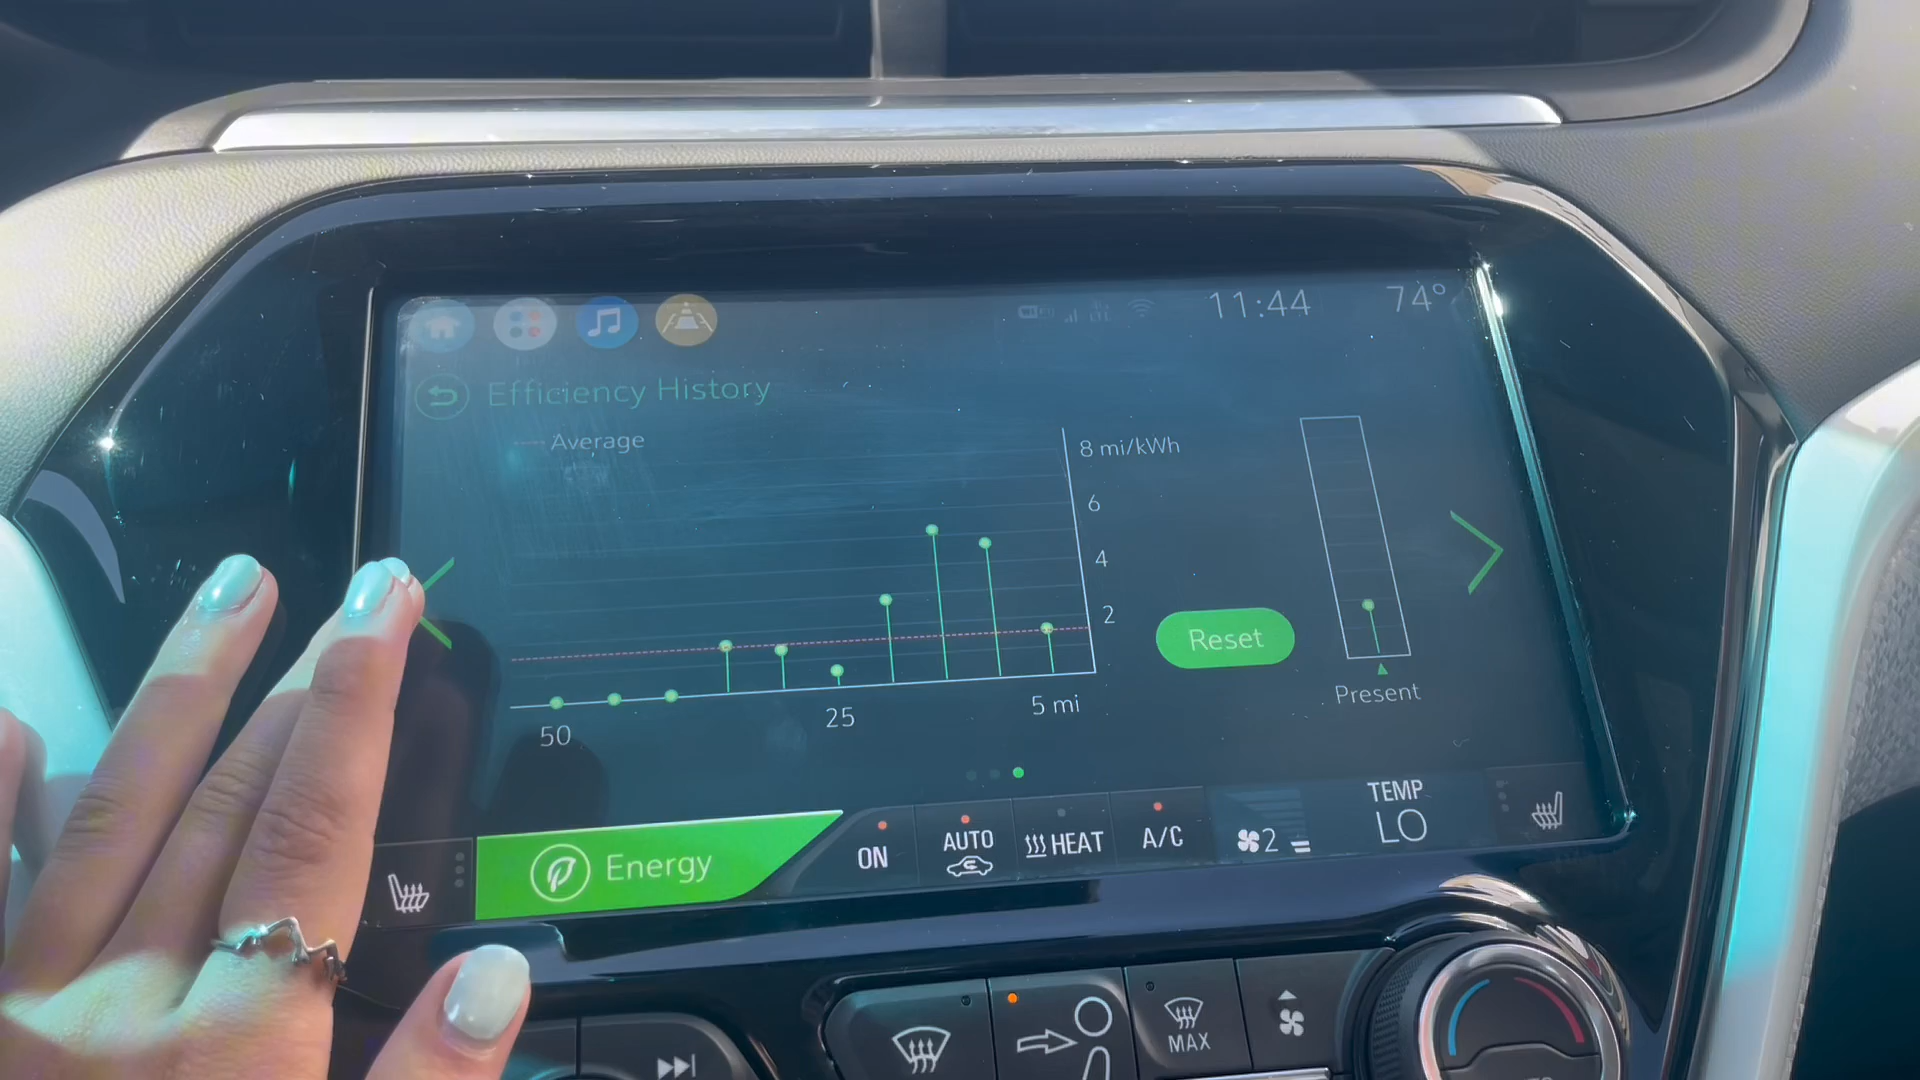 11:44 74°
Efficiency History
Average
8 mi/kWh
6
4
2
Reset
50 25 5 mi
Present
TEMP
LO
Energy
ON
AUTO
HEAT
A/C
2
MAX